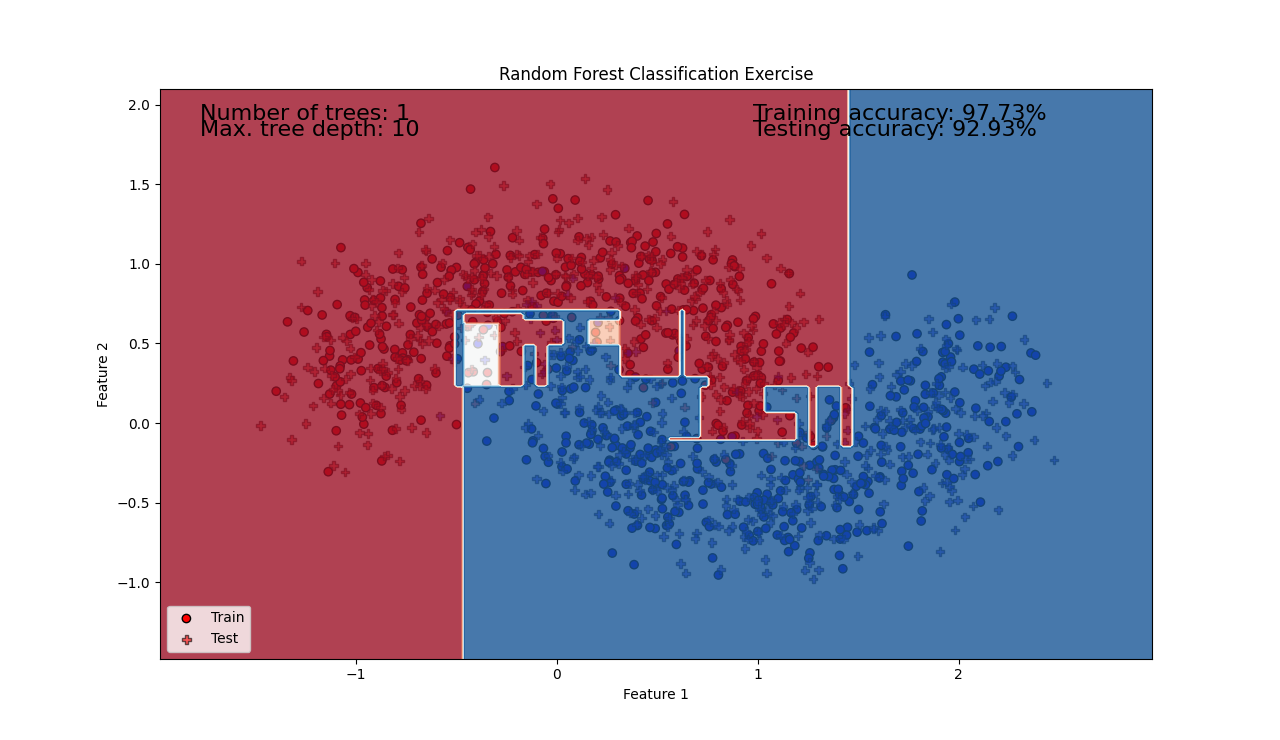 Random Forest Classification Exercise
Number of trees: 1
Max. tree depth: 10
Training accuracy: 97.73%
Testing accuracy: 92.93%
2.0
1.5
1.0
0.5
0.0
−0.5
−1.0
Feature 2
Train
Test
−1
0
1
2
Feature 1